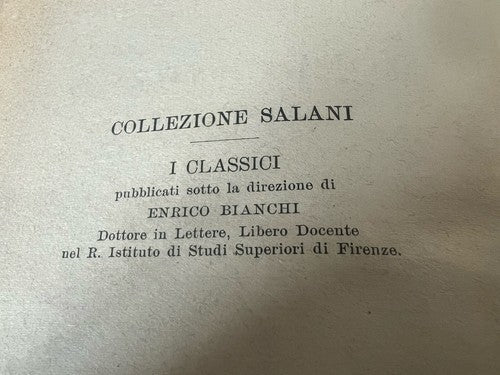 COLLEZIONE SALANI
I CLASSICI
pubblicati sotto la direzione di
ENRICO BIANCHI
Dottore in Lettere, Libero Docente
nel R. Istituto di Studi Superiori di Firenze.